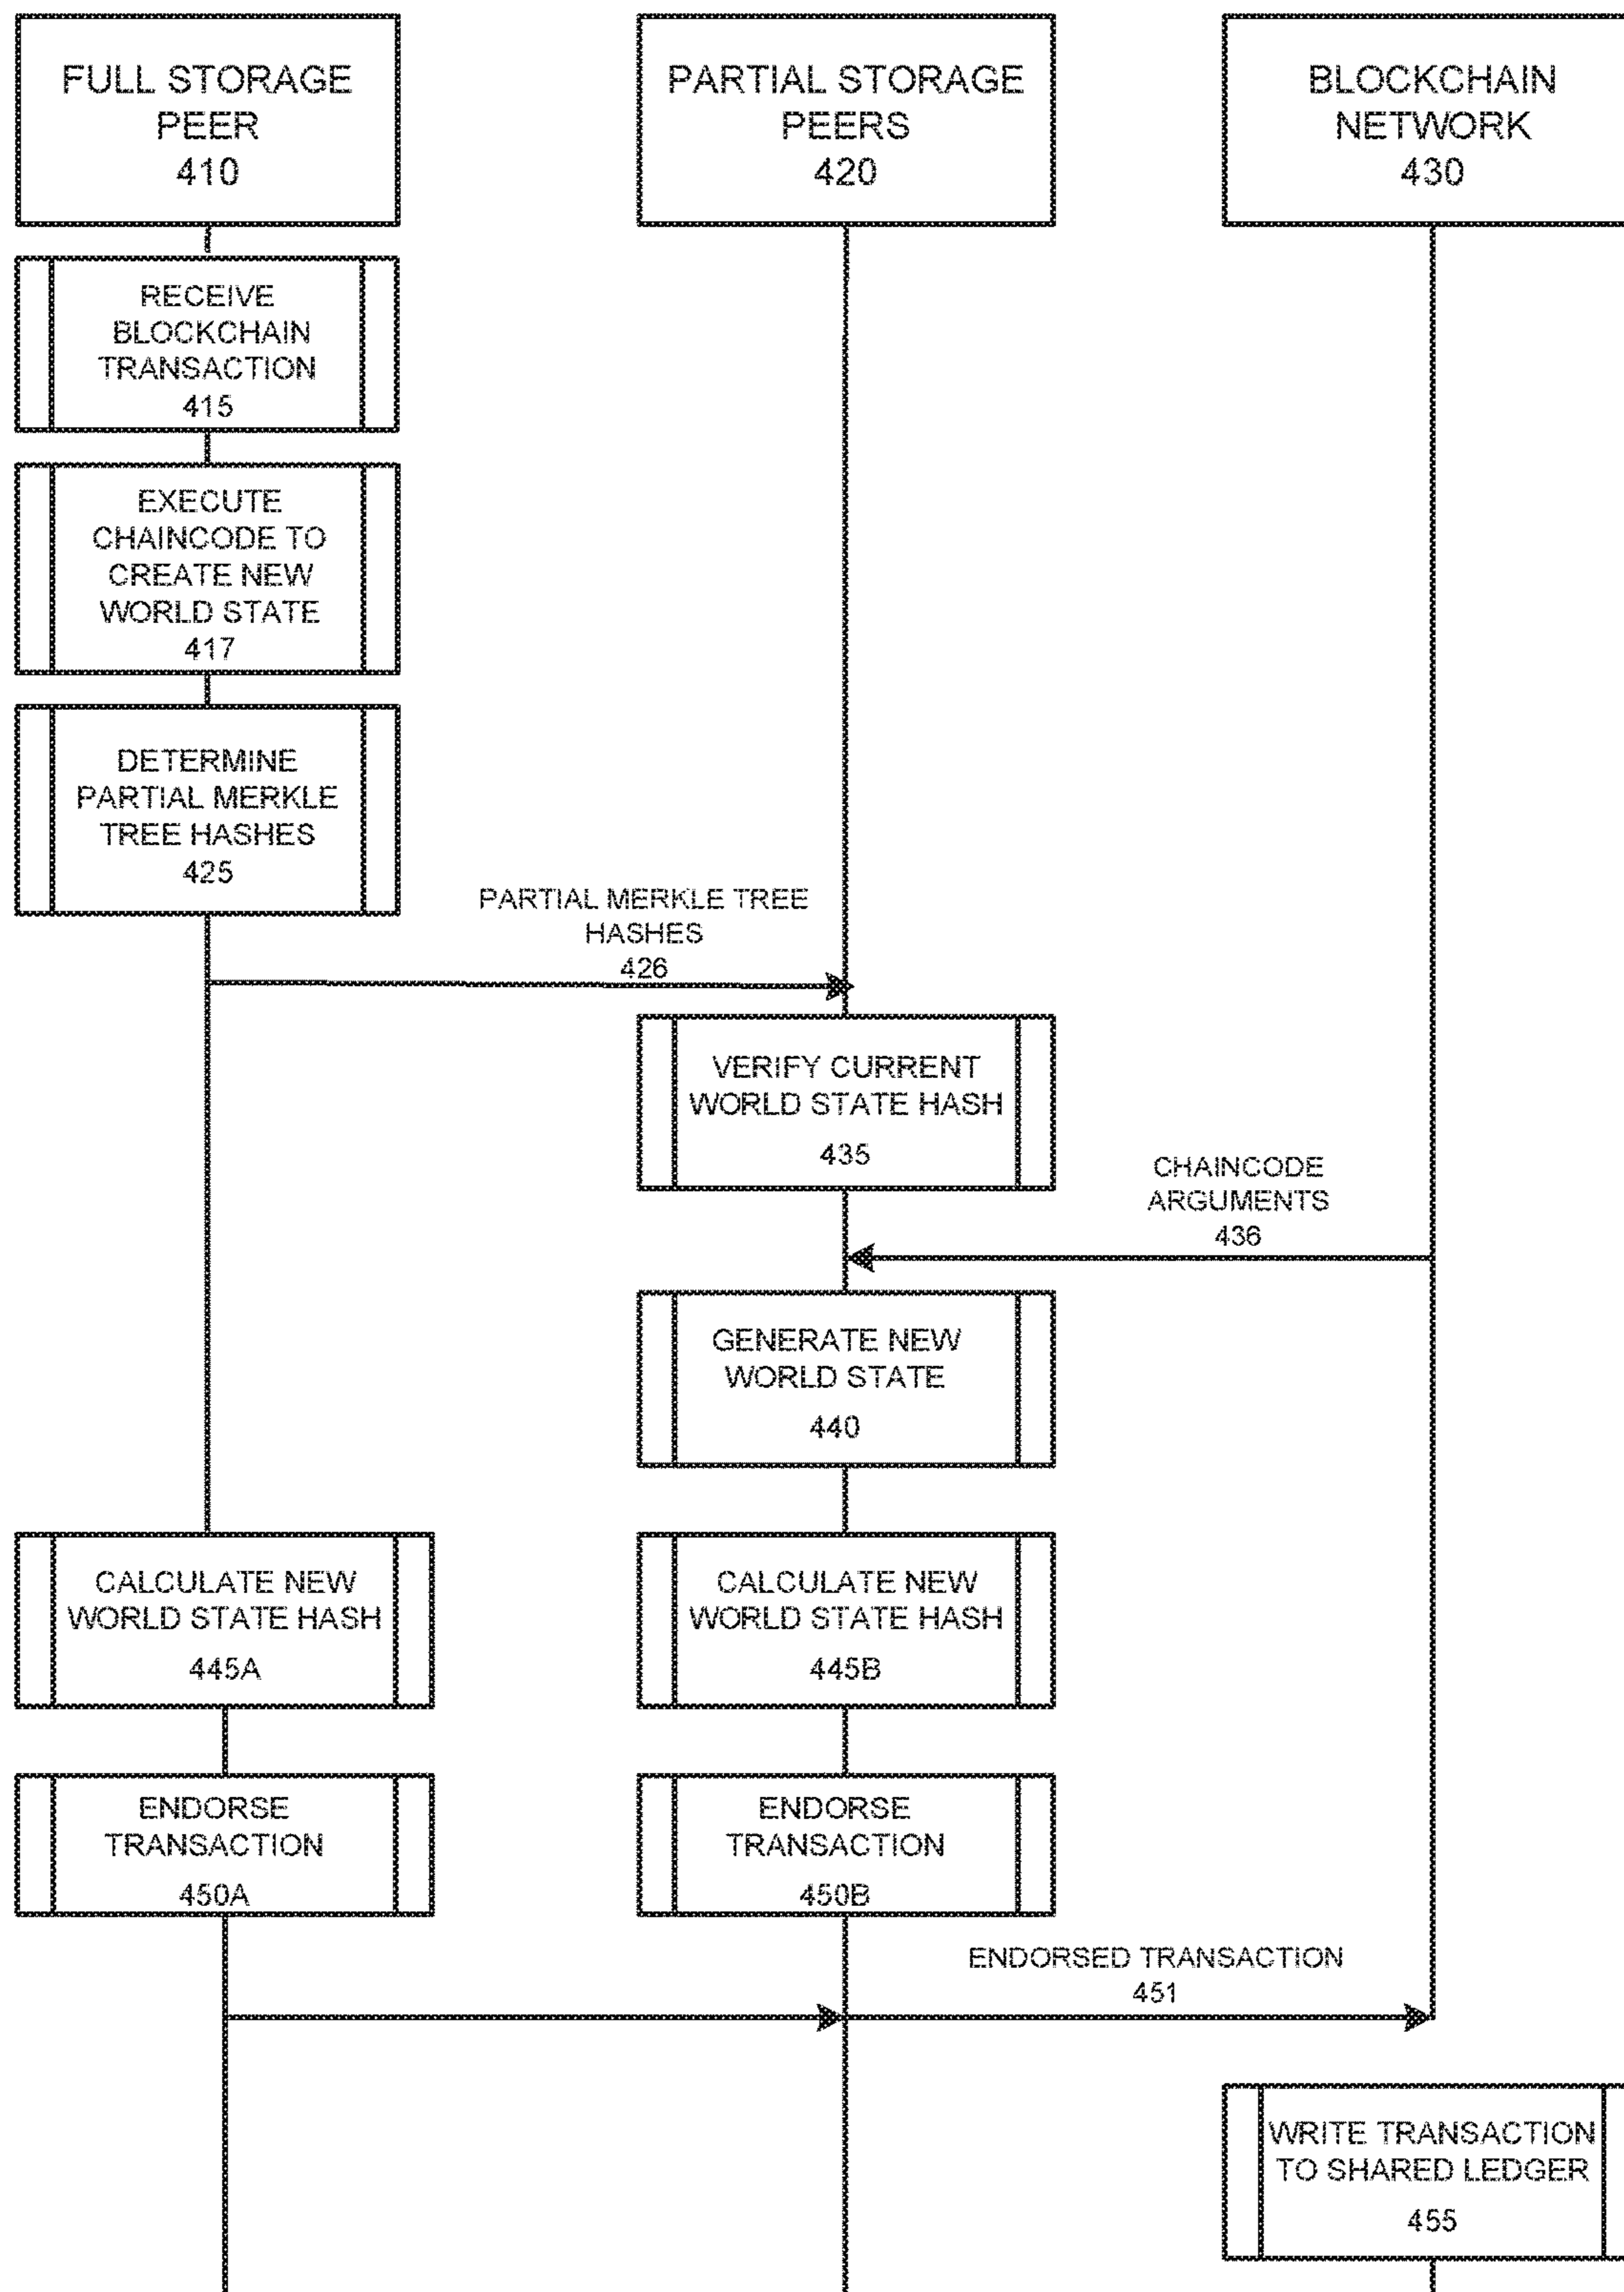 FULL STORAGE
PEER
410
PARTIAL STORAGE
PEERS
420
BLOCKCHAIN
NETWORK
430
RECEIVE
BLOCKCHAIN
TRANSACTION
415
EXECUTE
CHAINCODE TO
CREATE NEW
WORLD STATE
417
DETERMINE
PARTIAL MERKLE
TREE HASHES
425
PARTIAL MERKLE TREE
HASHES
426
VERIFY CURRENT
WORLD STATE HASH
435
CHAINCODE
ARGUMENTS
436
GENERATE NEW
WORLD STATE
440
CALCULATE NEW
WORLD STATE HASH
445A
CALCULATE NEW
WORLD STATE HASH
445B
ENDORSE
TRANSACTION
450A
ENDORSE
TRANSACTION
450B
ENDORSED TRANSACTION
451
WRITE TRANSACTION
TO SHARED LEDGER
455